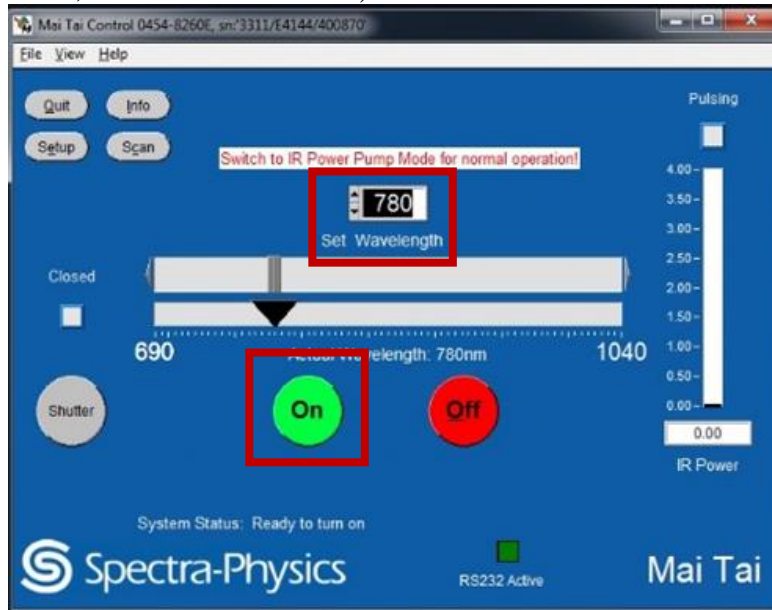 Mai Tai Control 0454-8260E, sn:'3311/E4144/400870'
File View Help
Quit Info
Setup Scan
Pulsing
Switch to IR Power Pump Mode for normal operation!
780
Set Wavelength
4.00
3.50
3.00
2.50
2.00
1.50
1.00
0.50
0.00
Closed
690
Actual Wavelength: 780nm
1040
Shutter
On
Off
0.00
IR Power
System Status: Ready to turn on
Spectra-Physics
RS232 Active
Mai Tai